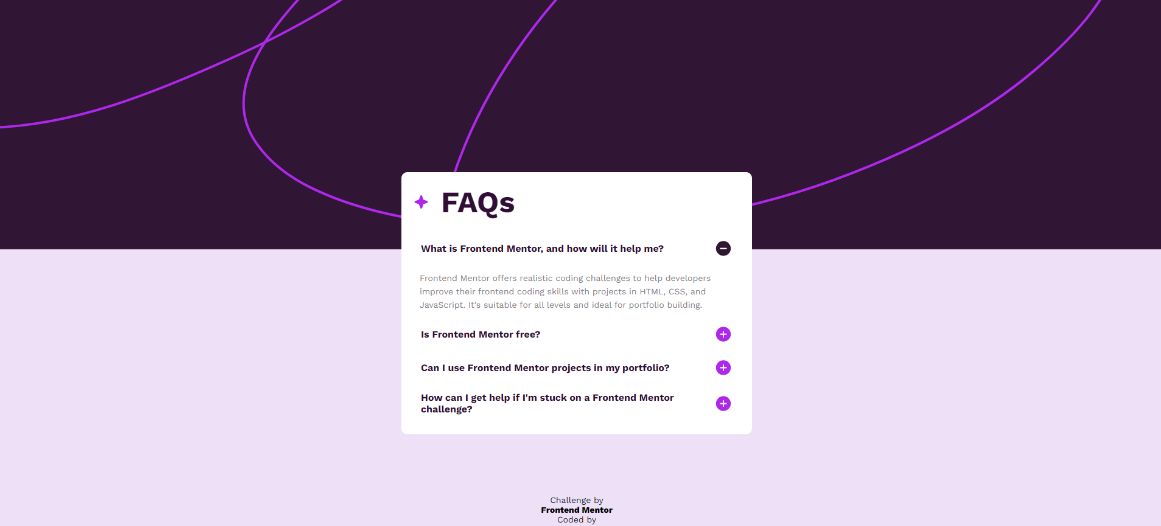 FAQs
What is Frontend Mentor, and how will it help me?
Frontend Mentor offers realistic coding challenges to help developers
improve their frontend coding skills with projects in HTML, CSS, and
JavaScript. It's suitable for all levels and ideal for portfolio building.
Is Frontend Mentor free?
Can I use Frontend Mentor projects in my portfolio?
How can I get help if I'm stuck on a Frontend Mentor
challenge?
Challenge by
Frontend Mentor
Coded by